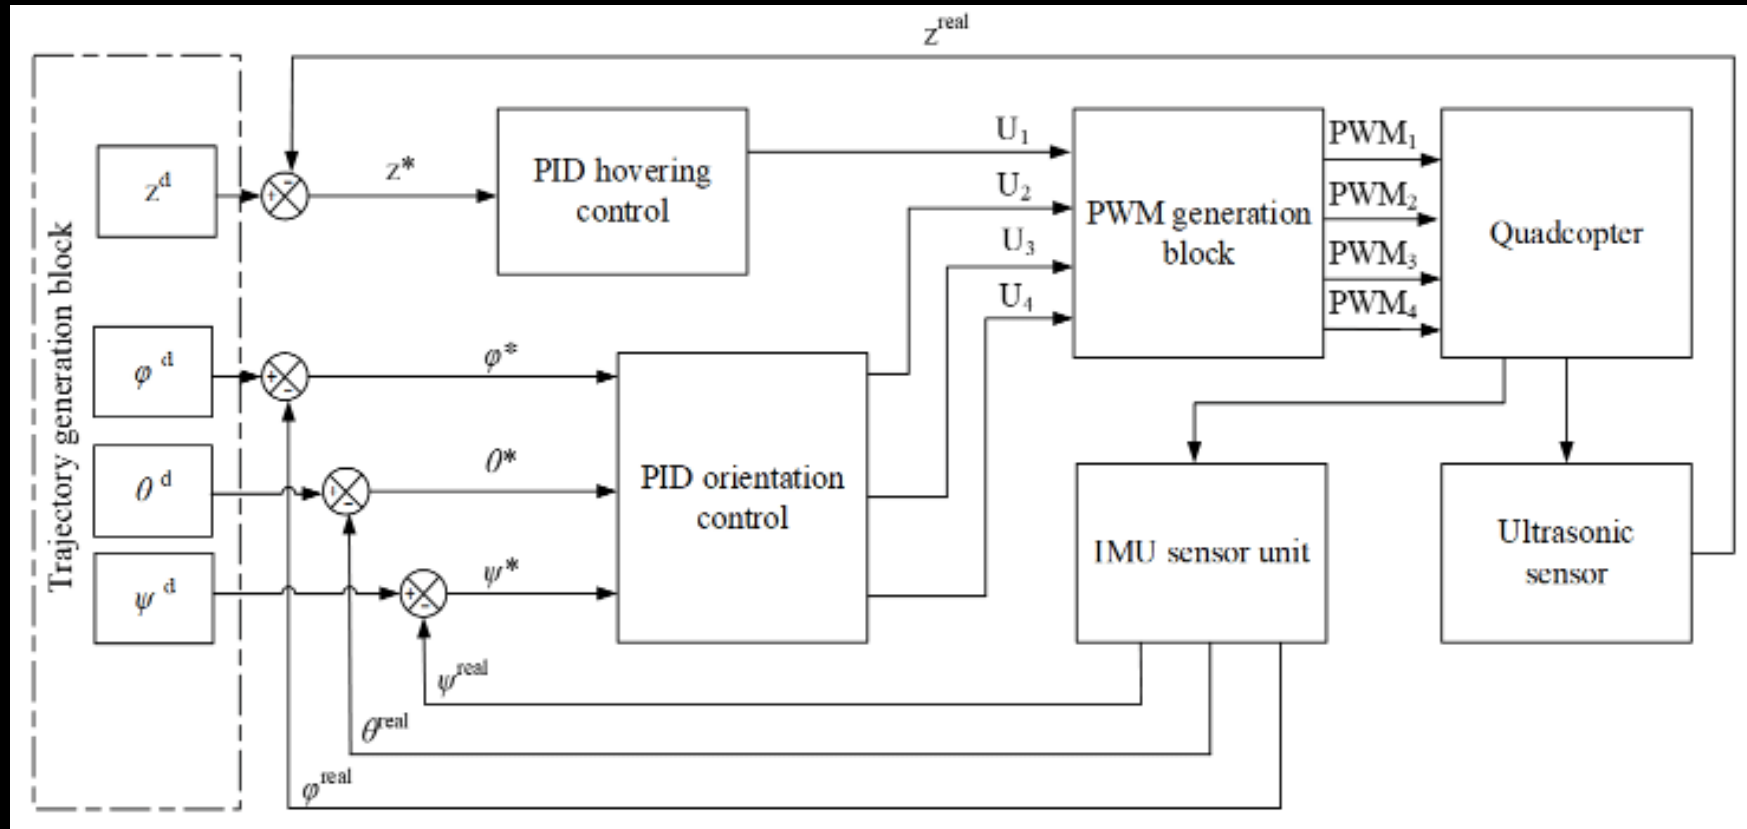 z^real
Trajectory generation block
z^d
z*
PID hovering
control
U₁
U₂
U₃
U₄
PWM generation
block
PWM₁
PWM₂
PWM₃
PWM₄
Quadcopter
φ^d
φ*
θ^d
θ*
ψ^d
ψ*
PID orientation
control
IMU sensor unit
Ultrasonic
sensor
ψ^real
θ^real
φ^real